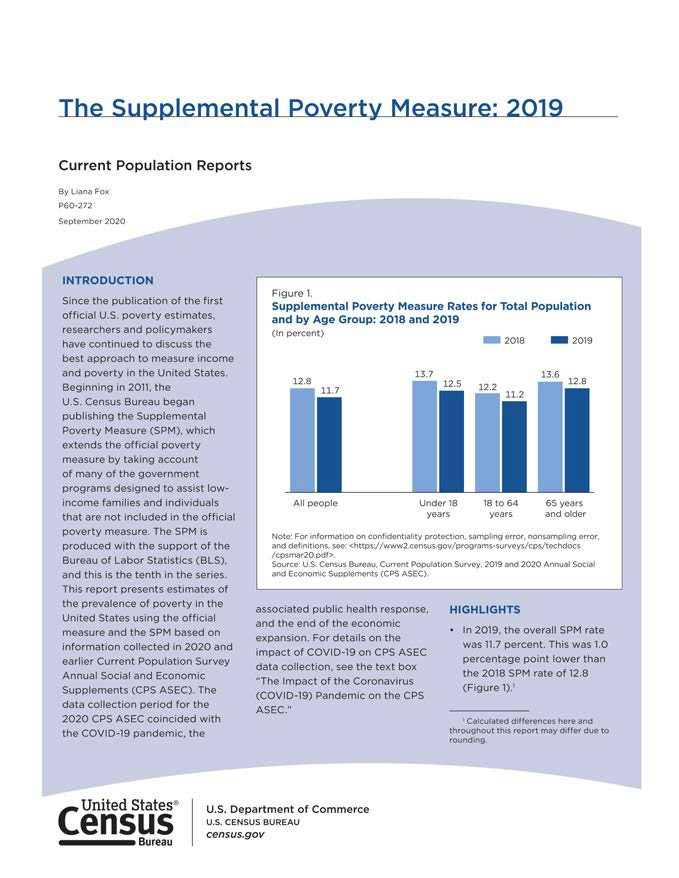 The Supplemental Poverty Measure: 2019
Current Population Reports
By Liana Fox
P60-272
September 2020
INTRODUCTION
Since the publication of the first
official U.S. poverty estimates,
researchers and policymakers
have continued to discuss the
best approach to measure income
and poverty in the United States.
Beginning in 2011, the
U.S. Census Bureau began
publishing the Supplemental
Poverty Measure (SPM), which
extends the official poverty
measure by taking account
of many of the government
programs designed to assist low-
income families and individuals
that are not included in the official
poverty measure. The SPM is
produced with the support of the
Bureau of Labor Statistics (BLS),
and this is the tenth in the series.
This report presents estimates of
the prevalence of poverty in the
United States using the official
measure and the SPM based on
information collected in 2020 and
earlier Current Population Survey
Annual Social and Economic
Supplements (CPS ASEC). The
data collection period for the
2020 CPS ASEC coincided with
the COVID-19 pandemic, the
Figure 1.
Supplemental Poverty Measure Rates for Total Population
and by Age Group: 2018 and 2019
(In percent)
2018 2019
12.8 11.7 13.7 12.5 12.2 11.2 13.6 12.8
All people
Under 18
years
18 to 64
years
65 years
and older
Note: For information on confidentiality protection, sampling error, nonsampling error,
and definitions, see: <https://www2.census.gov/programs-surveys/cps/techdocs
/cpsmar20.pdf>.
Source: U.S. Census Bureau, Current Population Survey, 2019 and 2020 Annual Social
and Economic Supplements (CPS ASEC).
associated public health response,
and the end of the economic
expansion. For details on the
impact of COVID-19 on CPS ASEC
data collection, see the text box
“The Impact of the Coronavirus
(COVID-19) Pandemic on the CPS
ASEC.”
HIGHLIGHTS
• In 2019, the overall SPM rate
was 11.7 percent. This was 1.0
percentage point lower than
the 2018 SPM rate of 12.8
(Figure 1).¹
¹ Calculated differences here and
throughout this report may differ due to
rounding.
United States®
Census
Bureau
U.S. Department of Commerce
U.S. CENSUS BUREAU
census.gov